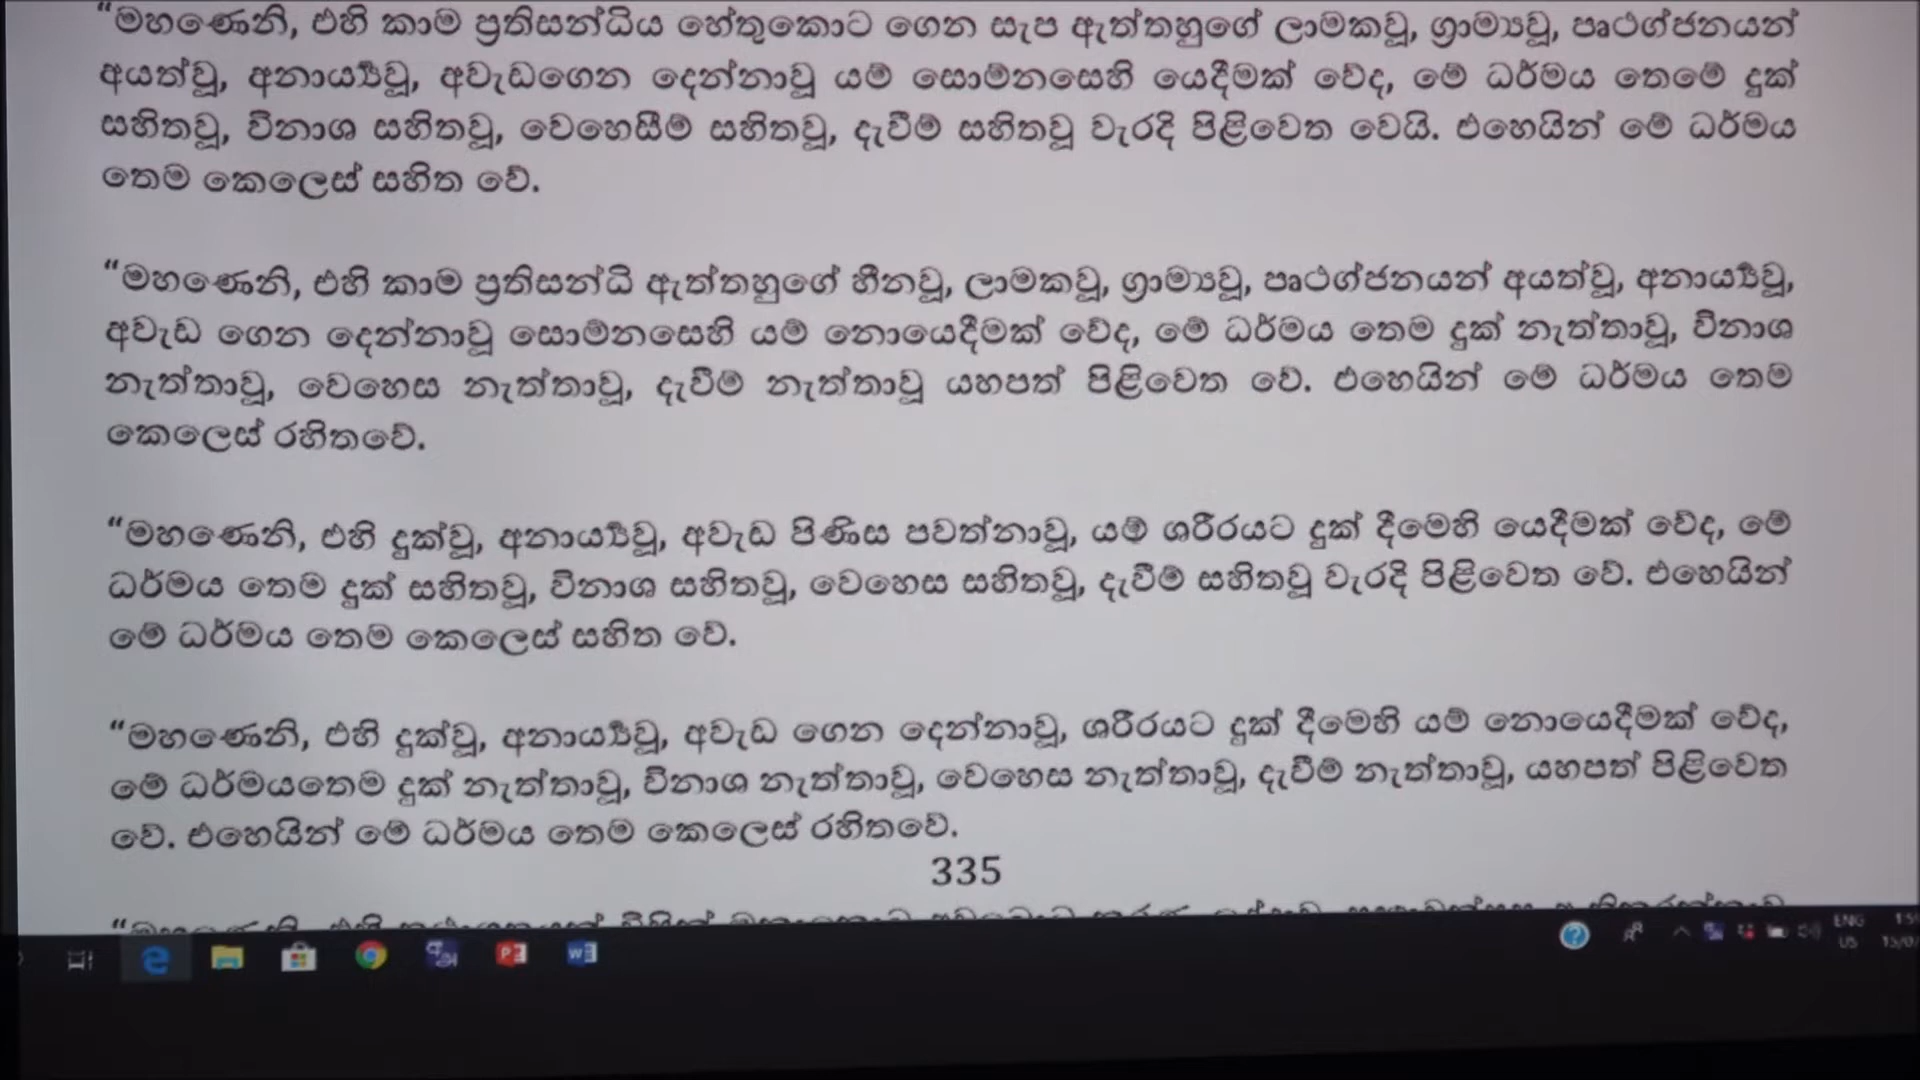 “මහණෙනි, එහි කාම ප්‍රතිසන්ධිය හේතුකොට ගෙන සැප ඇත්තහුගේ ලාමකවූ, ග්‍රාම්‍යවූ, පෘථග්ජනයන්
අයත්වූ, අනාර්‍ය්‍යවූ, අවැඩගෙන දෙන්නාවූ යම් සොම්නසෙහි යෙදීමක් වේද, මේ ධර්මය තෙමේ දුක්
සහිතවූ, විනාශ සහිතවූ, වෙහෙසීම් සහිතවූ, දැවීම් සහිතවූ වැරදි පිළිවෙත වෙයි. එහෙයින් මේ ධර්මය
තෙම කෙලෙස් සහිත වේ.
“මහණෙනි, එහි කාම ප්‍රතිසන්ධි ඇත්තහුගේ හීනවූ, ලාමකවූ, ග්‍රාම්‍යවූ, පෘථග්ජනයන් අයත්වූ, අනාර්‍ය්‍යවූ,
අවැඩ ගෙන දෙන්නාවූ සොම්නසෙහි යම් නොයෙදීමක් වේද, මේ ධර්මය තෙම දුක් නැත්තාවූ, විනාශ
නැත්තාවූ, වෙහෙස නැත්තාවූ, දැවීම් නැත්තාවූ යහපත් පිළිවෙත වේ. එහෙයින් මේ ධර්මය තෙම
කෙලෙස් රහිතවේ.
“මහණෙනි, එහි දුක්වූ, අනාර්‍ය්‍යවූ, අවැඩ පිණිස පවත්නාවූ, යම් ශරීරයට දුක් දීමෙහි යෙදීමක් වේද, මේ
ධර්මය තෙම දුක් සහිතවූ, විනාශ සහිතවූ, වෙහෙස සහිතවූ, දැවීම් සහිතවූ වැරදි පිළිවෙත වේ. එහෙයින්
මේ ධර්මය තෙම කෙලෙස් සහිත වේ.
“මහණෙනි, එහි දුක්වූ, අනාර්‍ය්‍යවූ, අවැඩ ගෙන දෙන්නාවූ, ශරීරයට දුක් දීමෙහි යම් නොයෙදීමක් වේද,
මේ ධර්මයතෙම දුක් නැත්තාවූ, විනාශ නැත්තාවූ, වෙහෙස නැත්තාවූ, දැවීම් නැත්තාවූ, යහපත් පිළිවෙත
වේ. එහෙයින් මේ ධර්මය තෙම කෙලෙස් රහිතවේ.
335
“මහණෙනි, එහි
ENG
US